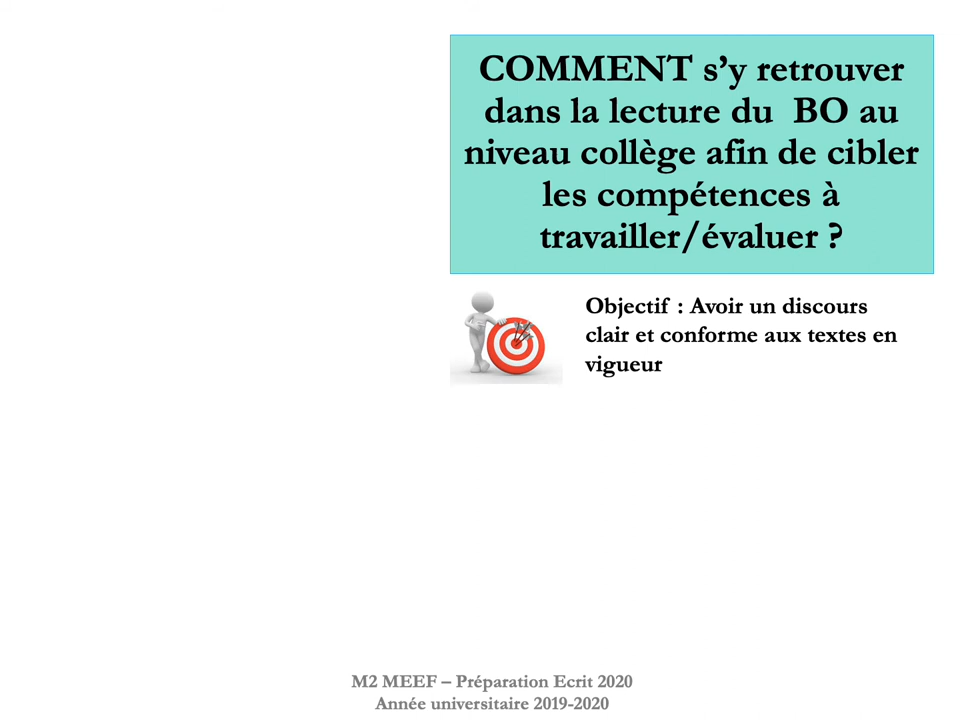 COMMENT s’y retrouver
dans la lecture du  BO au
niveau collège afin de cibler
les compétences à
travailler/évaluer ?
Objectif : Avoir un discours
clair et conforme aux textes en
vigueur
M2 MEEF – Préparation Ecrit 2020
Année universitaire 2019-2020